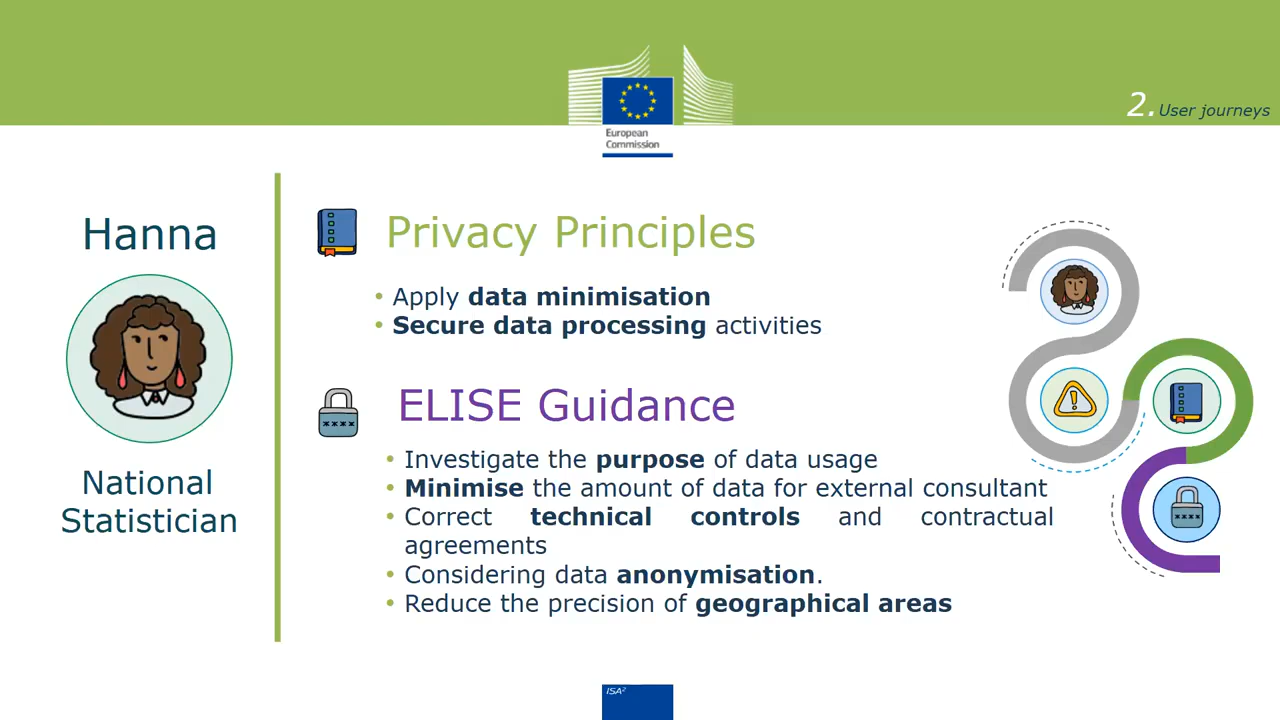 European
Commission
2. User journeys
Hanna
National
Statistician
Privacy Principles
• Apply data minimisation
• Secure data processing activities
ELISE Guidance
• Investigate the purpose of data usage
• Minimise the amount of data for external consultant
• Correct technical controls and contractual
agreements
• Considering data anonymisation.
• Reduce the precision of geographical areas
ISA²